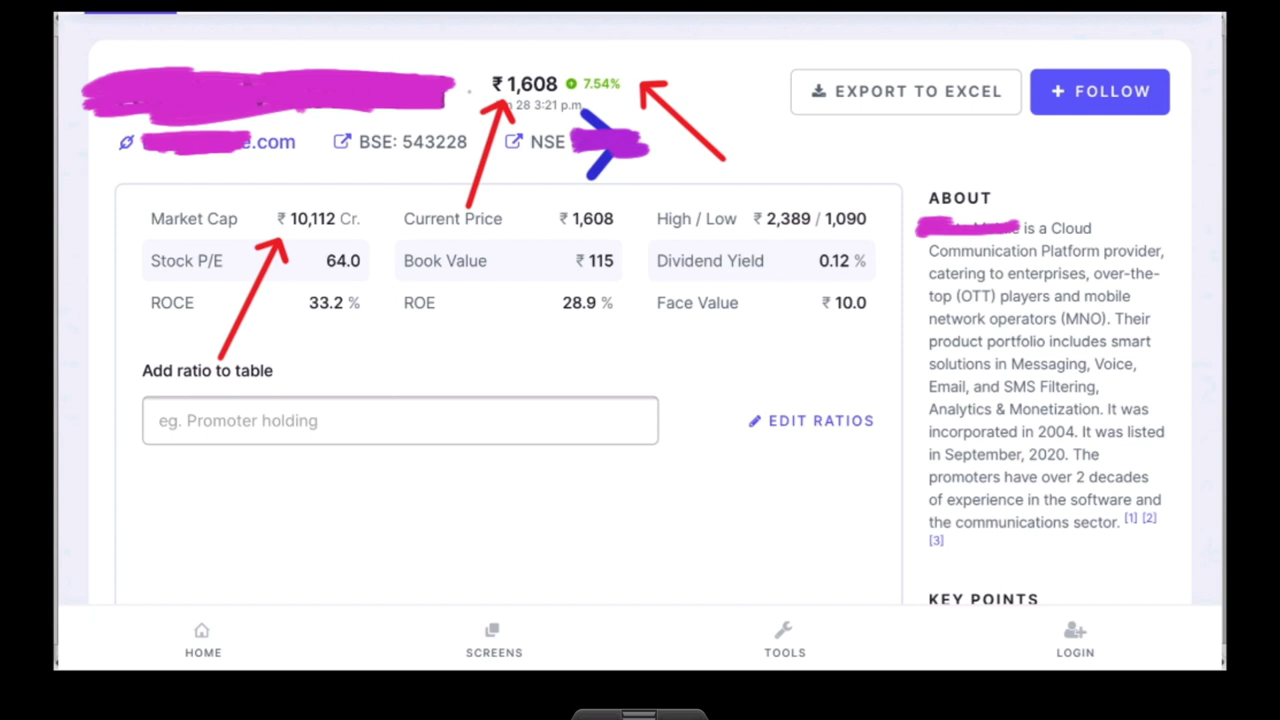 ₹ 1,608 7.54%
28 3:21 p.m.
EXPORT TO EXCEL
FOLLOW
e.com
BSE: 543228
NSE
Market Cap ₹ 10,112 Cr.
Current Price ₹ 1,608
High / Low ₹ 2,389 / 1,090
Stock P/E 64.0
Book Value ₹ 115
Dividend Yield 0.12 %
ROCE 33.2 %
ROE 28.9 %
Face Value ₹ 10.0
Add ratio to table
eg. Promoter holding
EDIT RATIOS
ABOUT
is a Cloud
Communication Platform provider,
catering to enterprises, over-the-
top (OTT) players and mobile
network operators (MNO). Their
product portfolio includes smart
solutions in Messaging, Voice,
Email, and SMS Filtering,
Analytics & Monetization. It was
incorporated in 2004. It was listed
in September, 2020. The
promoters have over 2 decades
of experience in the software and
the communications sector. [1] [2]
[3]
KEY POINTS
HOME
SCREENS
TOOLS
LOGIN